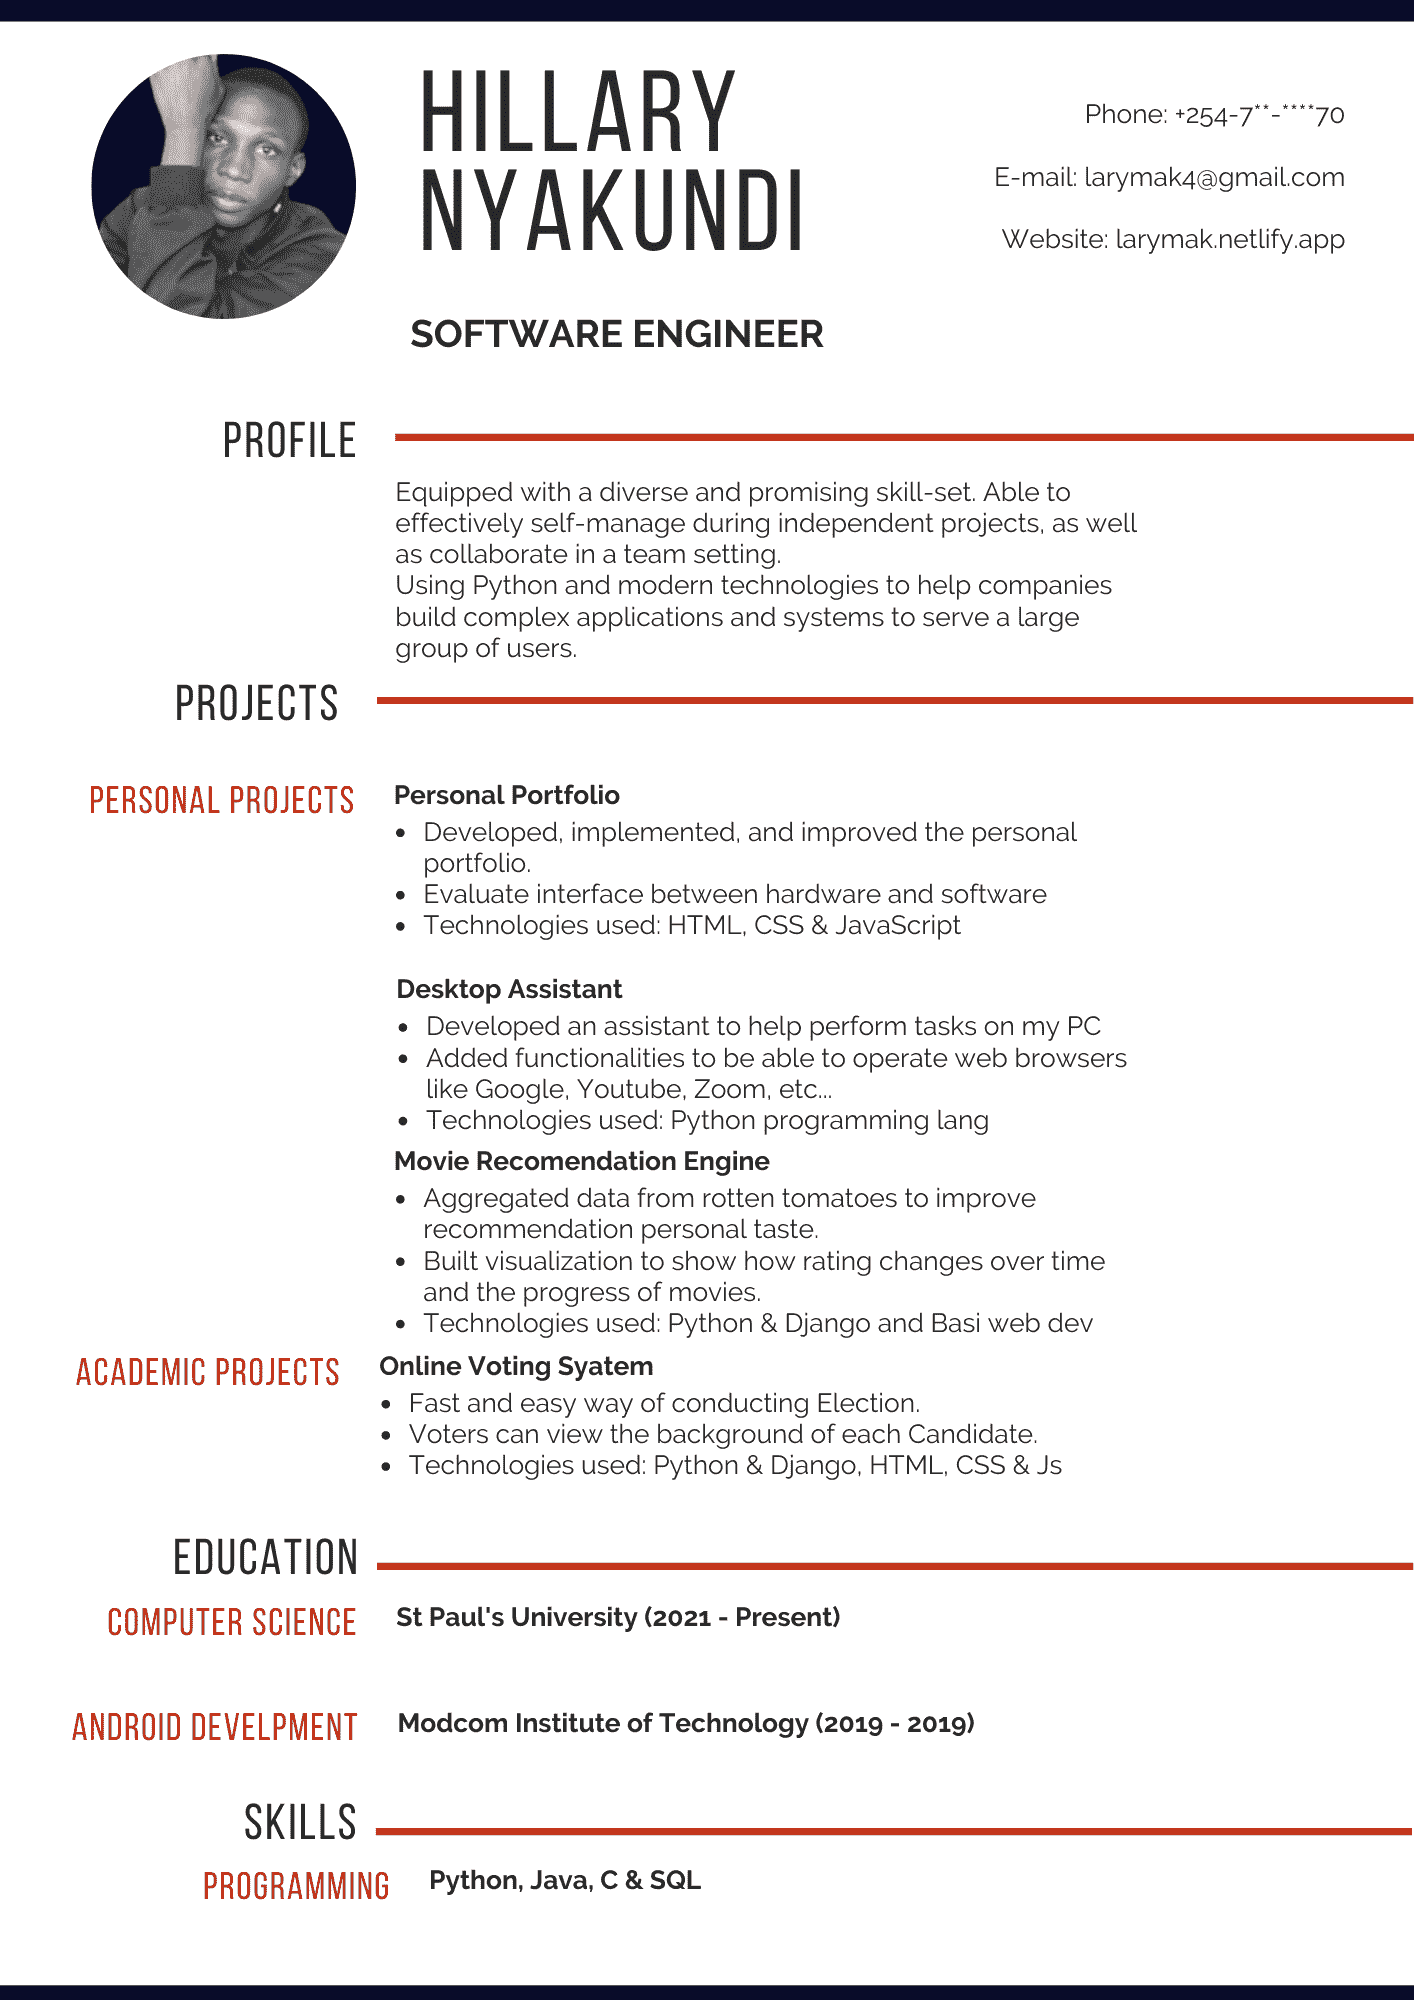 HILLARY
NYAKUNDI
Phone: +254-7**-****70
E-mail: larymak4@gmail.com
Website: larymak.netlify.app
SOFTWARE ENGINEER
PROFILE
Equipped with a diverse and promising skill-set. Able to
effectively self-manage during independent projects, as well
as collaborate in a team setting.
Using Python and modern technologies to help companies
build complex applications and systems to serve a large
group of users.
PROJECTS
PERSONAL PROJECTS
Personal Portfolio
• Developed, implemented, and improved the personal
portfolio.
• Evaluate interface between hardware and software
• Technologies used: HTML, CSS & JavaScript
Desktop Assistant
• Developed an assistant to help perform tasks on my PC
• Added functionalities to be able to operate web browsers
like Google, Youtube, Zoom, etc...
• Technologies used: Python programming lang
Movie Recomendation Engine
• Aggregated data from rotten tomatoes to improve
recommendation personal taste.
• Built visualization to show how rating changes over time
and the progress of movies.
• Technologies used: Python & Django and Basi web dev
ACADEMIC PROJECTS
Online Voting Syatem
• Fast and easy way of conducting Election.
• Voters can view the background of each Candidate.
• Technologies used: Python & Django, HTML, CSS & Js
EDUCATION
COMPUTER SCIENCE
St Paul's University (2021 - Present)
ANDROID DEVELPMENT
Modcom Institute of Technology (2019 - 2019)
SKILLS
PROGRAMMING
Python, Java, C & SQL